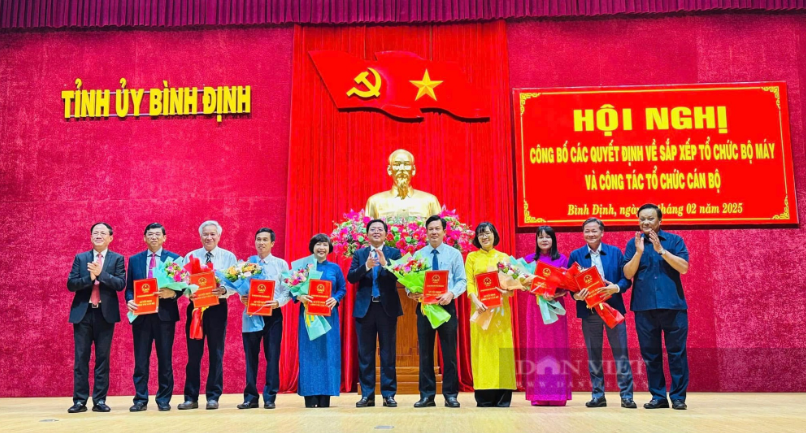 TỈNH ỦY BÌNH ĐỊNH
HỘI NGHỊ
CÔNG BỐ CÁC QUYẾT ĐỊNH VỀ SẮP XẾP TỔ CHỨC BỘ MÁY
VÀ CÔNG TÁC TỔ CHỨC CÁN BỘ
Bình Định, ngày
tháng 02 năm 2025
DÂN VIỆT